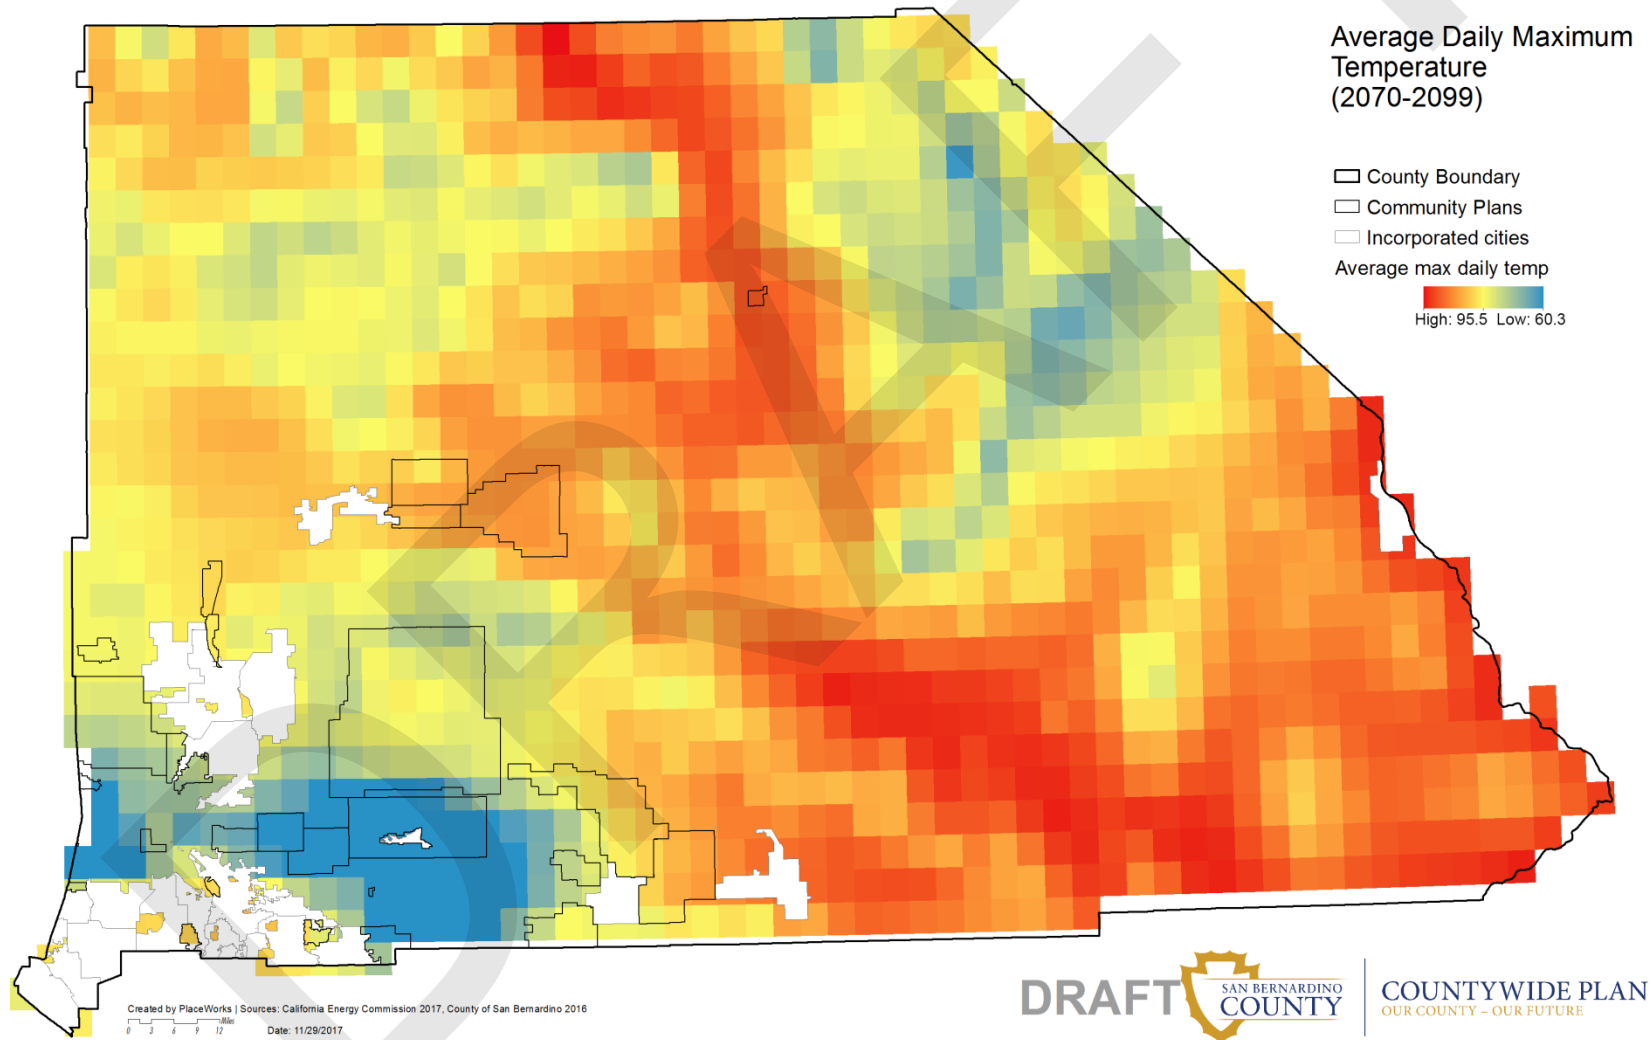 Average Daily Maximum
Temperature
(2070-2099)
County Boundary
Community Plans
Incorporated cities
Average max daily temp
High: 95.5 Low: 60.3
DRAFT
Created by PlaceWorks | Sources: California Energy Commission 2017, County of San Bernardino 2016
Miles
0 3 6 9 12
Date: 11/29/2017
DRAFT
SAN BERNARDINO
COUNTY
COUNTYWIDE PLAN
OUR COUNTY – OUR FUTURE